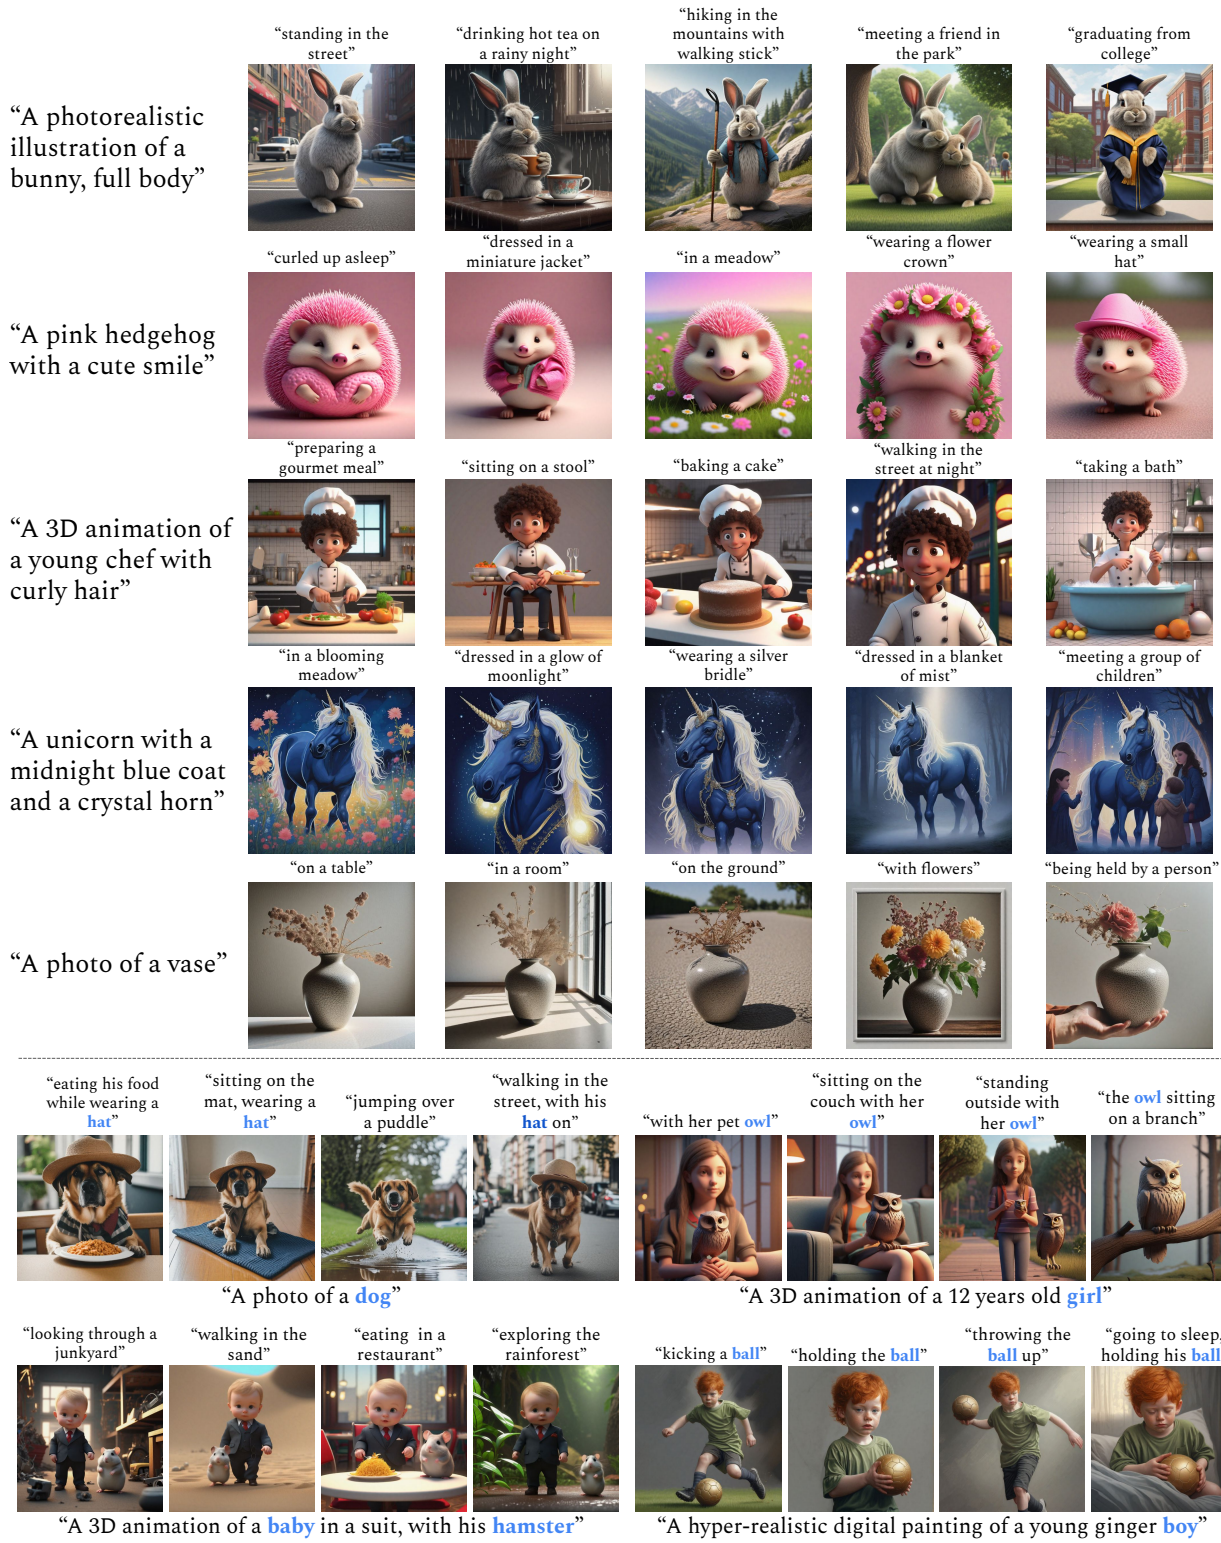 “standing in the
street”
“drinking hot tea on
a rainy night”
“hiking in the
mountains with
walking stick”
“meeting a friend in
the park”
“graduating from
college”
“A photorealistic
illustration of a
bunny, full body”
“curled up asleep”
“dressed in a
miniature jacket”
“in a meadow”
“wearing a flower
crown”
“wearing a small
hat”
“A pink hedgehog
with a cute smile”
“preparing a
gourmet meal”
“sitting on a stool”
“baking a cake”
“walking in the
street at night”
“taking a bath”
“A 3D animation of
a young chef with
curly hair”
“in a blooming
meadow”
“dressed in a glow of
moonlight”
“wearing a silver
bridle”
“dressed in a blanket
of mist”
“meeting a group of
children”
“A unicorn with a
midnight blue coat
and a crystal horn”
“on a table”
“in a room”
“on the ground”
“with flowers”
“being held by a person”
“A photo of a vase”
“eating his food
while wearing a
hat”
“sitting on the
mat, wearing a
hat”
“jumping over
a puddle”
“walking in the
street, with his
hat on”
“A photo of a dog”
“with her pet owl”
“sitting on the
couch with her
owl”
“standing
outside with
her owl”
“the owl sitting
on a branch”
“A 3D animation of a 12 years old girl”
“looking through a
junkyard”
“walking in the
sand”
“eating in a
restaurant”
“exploring the
rainforest”
“A 3D animation of a baby in a suit, with his hamster”
“kicking a ball”
“holding the ball”
“throwing the
ball up”
“going to sleep,
holding his ball
“A hyper-realistic digital painting of a young ginger boy”